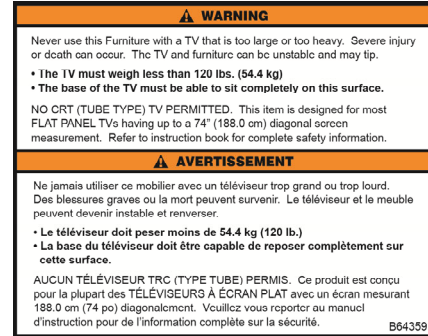 ⚠ WARNING
Never use this Furniture with a TV that is too large or too heavy. Severe injury
or death can occur. The TV and furniture can be unstable and may tip.
• The TV must weigh less than 120 lbs. (54.4 kg)
• The base of the TV must be able to sit completely on this surface.
NO CRT (TUBE TYPE) TV PERMITTED. This item is designed for most
FLAT PANEL TVs having up to a 74" (188.0 cm) diagonal screen
measurement. Refer to instruction book for complete safety information.
⚠ AVERTISSEMENT
Ne jamais utiliser ce mobilier avec un téléviseur trop grand ou trop lourd.
Des blessures graves ou la mort peuvent survenir. Le téléviseur et le meuble
peuvent devenir instable et renverser.
• Le téléviseur doit peser moins de 54.4 kg (120 lb.)
• La base du téléviseur doit être capable de reposer complètement sur
cette surface.
AUCUN TÉLÉVISEUR TRC (TYPE TUBE) PERMIS. Ce produit est conçu
pour la plupart des TÉLÉVISEURS À ÉCRAN PLAT avec un écran mesurant
188.0 cm (74 po) diagonalement. Veuillez vous reporter au manuel
d'instruction pour de l'information complète sur la sécurité.
B64359